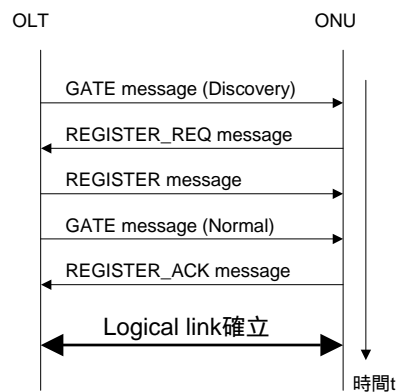 OLT
ONU
GATE message (Discovery)
REGISTER_REQ message
REGISTER message
GATE message (Normal)
REGISTER_ACK message
Logical link確立
時間t